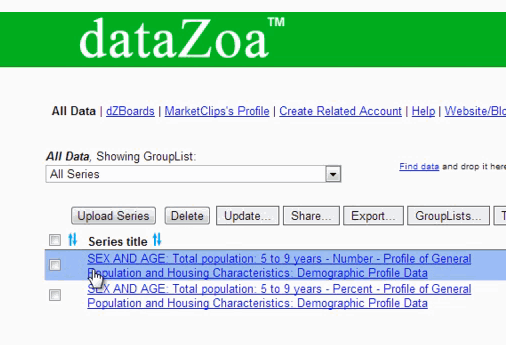 dataZoa™
All Data | dZBoards | MarketClips's Profile | Create Related Account | Help | Website/Blo
All Data, Showing GroupList:
All Series
Find data and drop it here
Upload Series Delete Update... Share... Export... GroupLists... T
Series title
SEX AND AGE: Total population: 5 to 9 years - Number - Profile of General
Population and Housing Characteristics: Demographic Profile Data
SEX AND AGE: Total population: 5 to 9 years - Percent - Profile of General
Population and Housing Characteristics: Demographic Profile Data